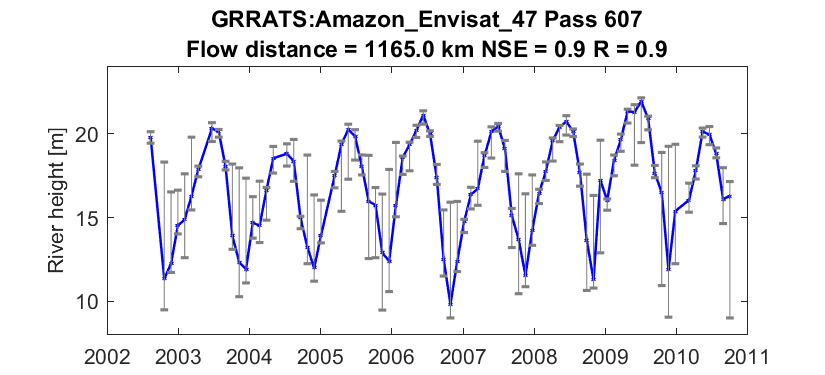 GRRATS:Amazon_Envisat_47 Pass 607
Flow distance = 1165.0 km NSE = 0.9 R = 0.9
River height [m]
20
15
10
2002 2003 2004 2005 2006 2007 2008 2009 2010 2011